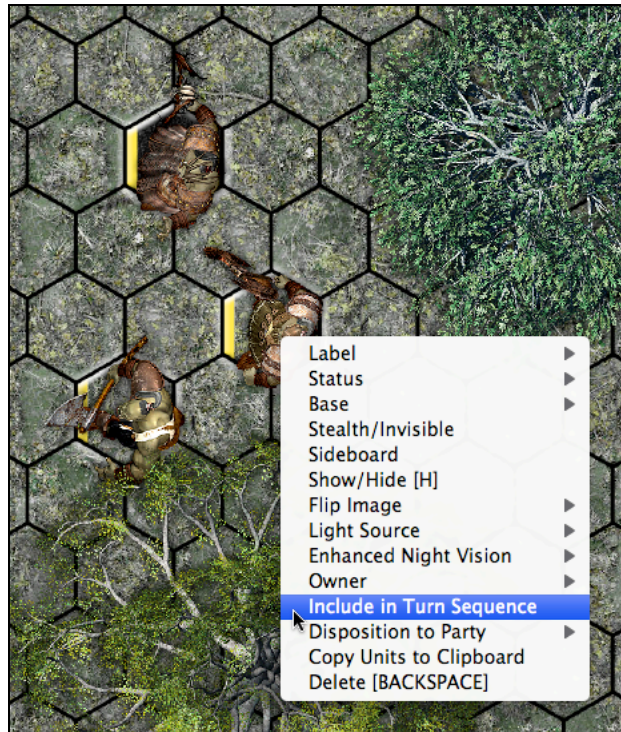 Label
Status
Base
Stealth/Invisible
Sideboard
Show/Hide [H]
Flip Image
Light Source
Enhanced Night Vision
Owner
Include in Turn Sequence
Disposition to Party
Copy Units to Clipboard
Delete [BACKSPACE]